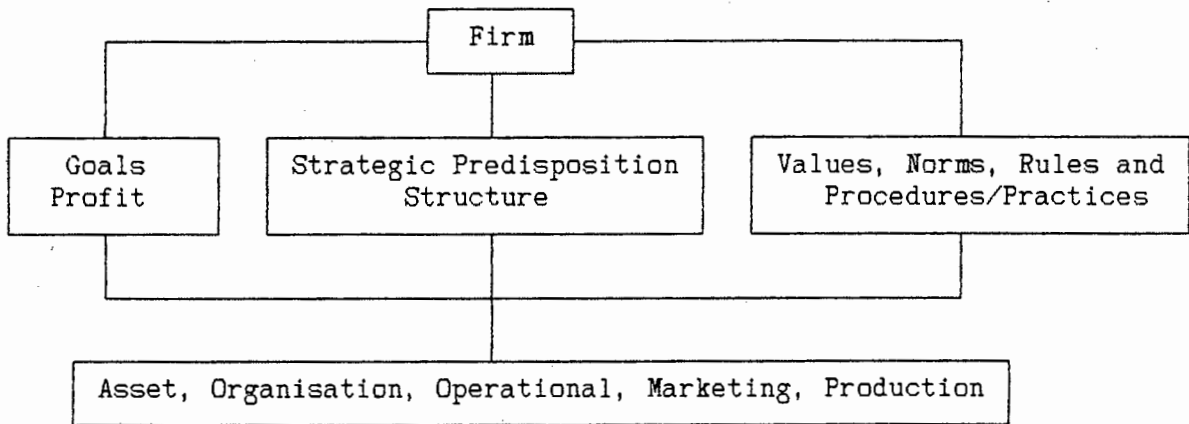 Firm
Goals
Profit
Strategic Predisposition
Structure
Values, Norms, Rules and
Procedures/Practices
Asset, Organisation, Operational, Marketing, Production